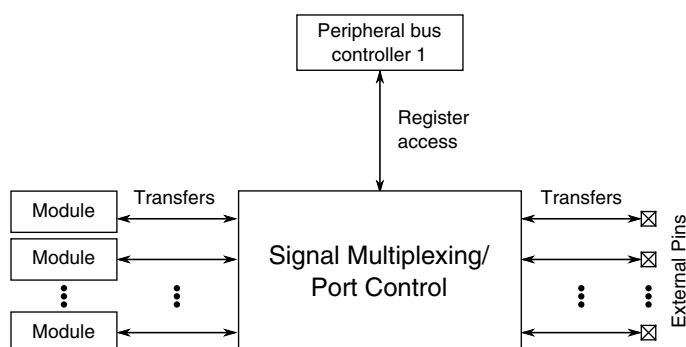 Peripheral bus
controller 1
Register
access
Transfers
Transfers
Module
Module
Module
Signal Multiplexing/
Port Control
External Pins